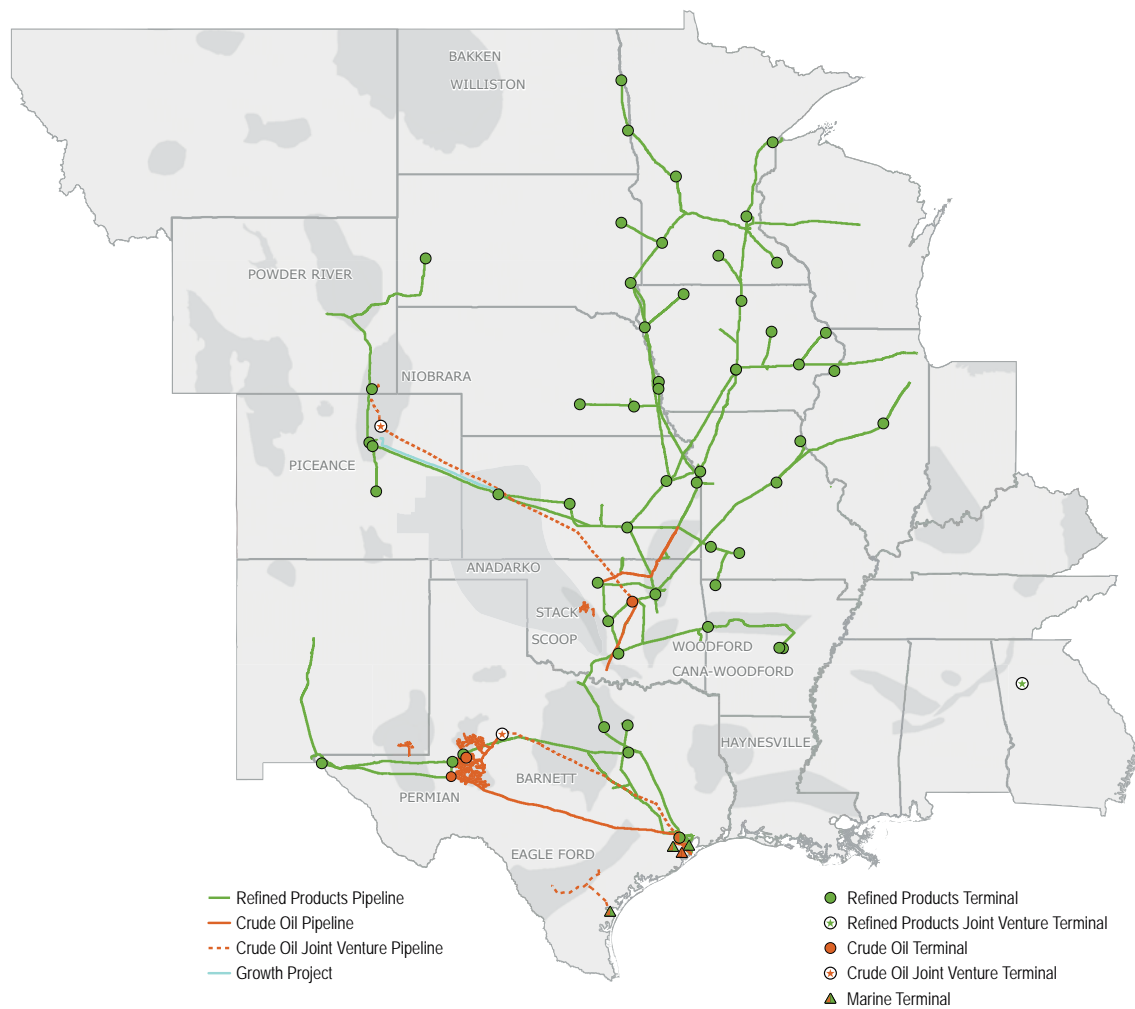 BAKKEN
WILLISTON
POWDER RIVER
NIOBRARA
PICEANCE
ANADARKO
STACK
SCOOP
WOODFORD
CANA-WOODFORD
HAYNESVILLE
BARNETT
PERMIAN
EAGLE FORD
Refined Products Pipeline
Crude Oil Pipeline
Crude Oil Joint Venture Pipeline
Growth Project
Refined Products Terminal
Refined Products Joint Venture Terminal
Crude Oil Terminal
Crude Oil Joint Venture Terminal
Marine Terminal